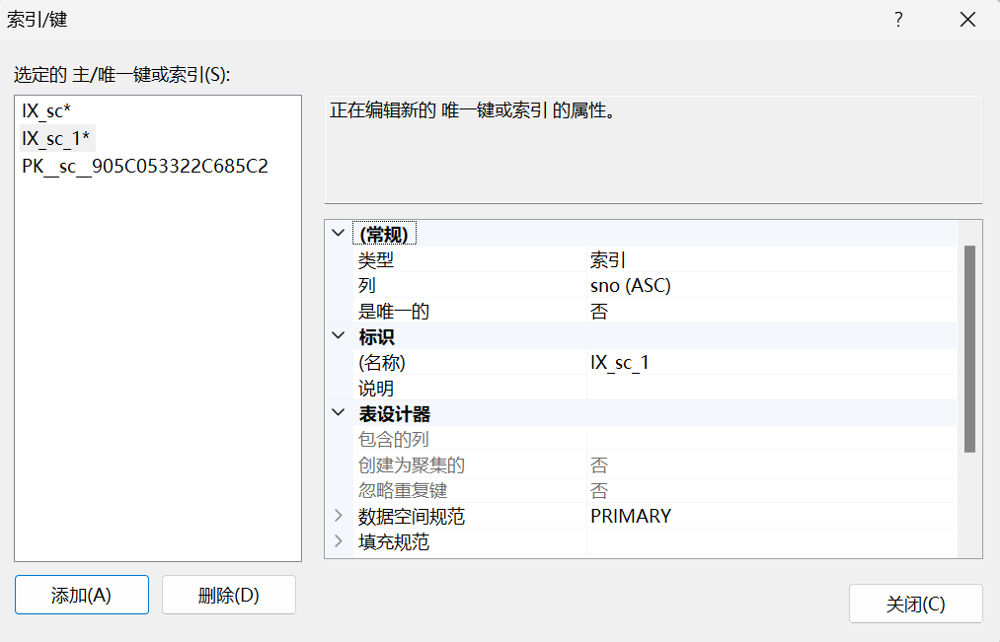 索引/键
?
选定的 主/唯一键或索引(S):
IX_sc*
IX_sc_1*
PK__sc__905C053322C685C2
正在编辑新的 唯一键或索引 的属性。
(常规)
类型 索引
列 sno (ASC)
是唯一的 否
标识
(名称) IX_sc_1
说明
表设计器
包含的列
创建为聚集的 否
忽略重复键 否
数据空间规范 PRIMARY
填充规范
添加(A) 删除(D)
关闭(C)